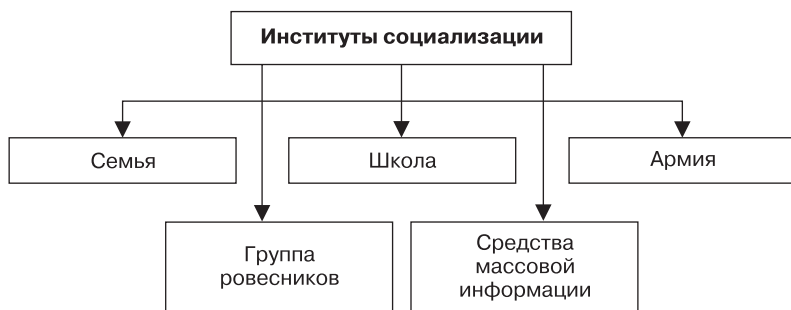 Институты социализации
Семья
Школа
Армия
Группа
ровесников
Средства
массовой
информации